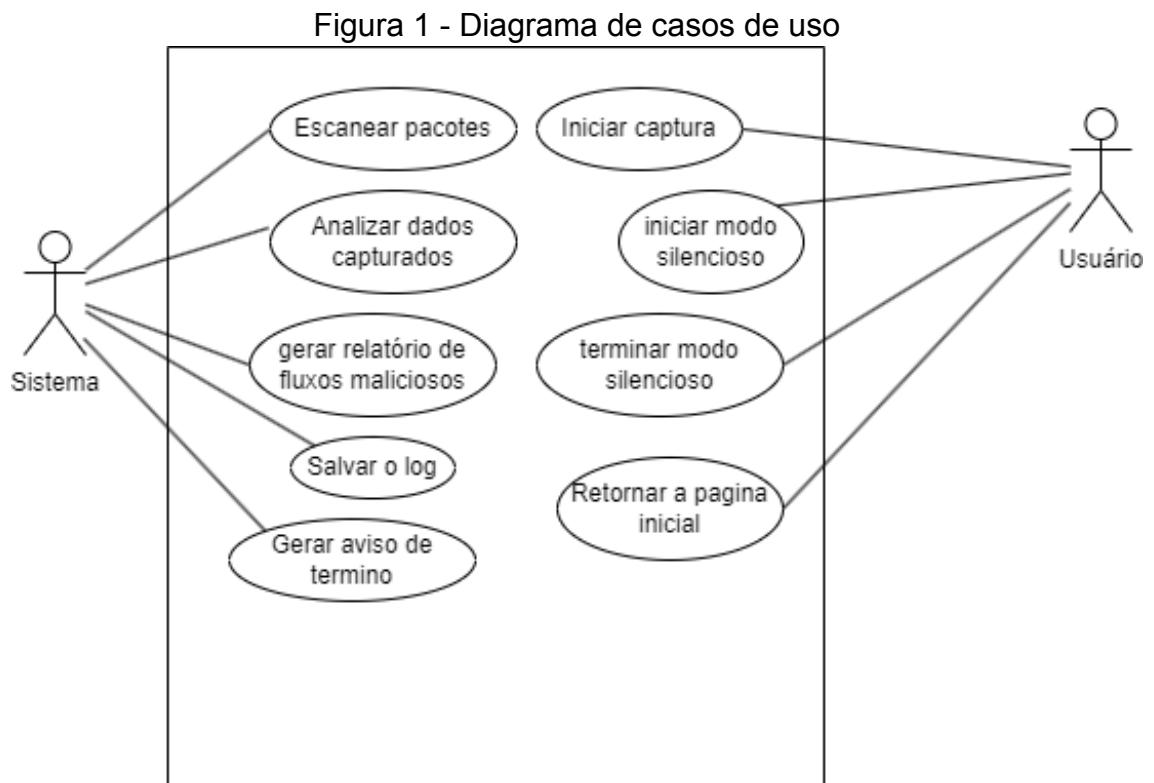 Figura 1 - Diagrama de casos de uso
Escanear pacotes
Iniciar captura
Analizar dados
capturados
iniciar modo
silencioso
Usuário
gerar relatório de
fluxos maliciosos
terminar modo
silencioso
Sistema
Salvar o log
Retornar a pagina
inicial
Gerar aviso de
termino